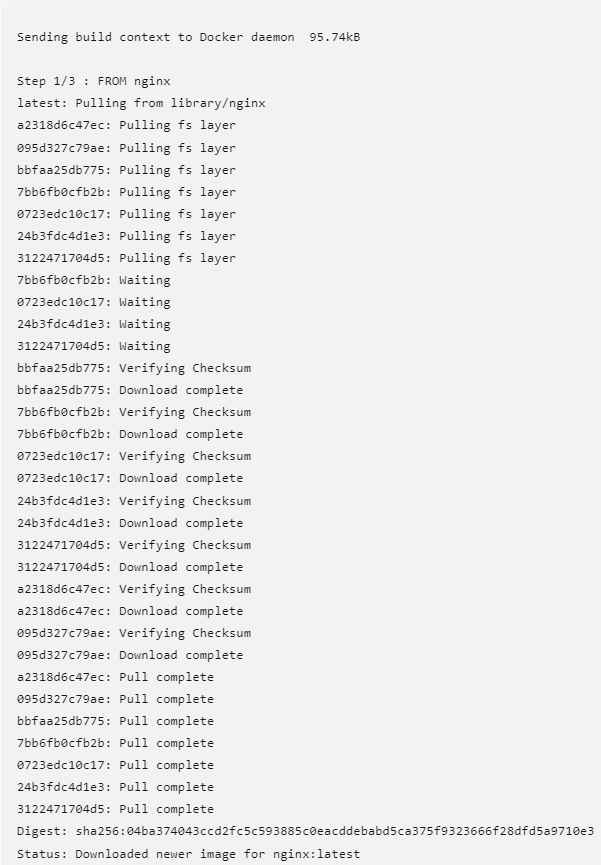 Sending build context to Docker daemon  95.74kB
Step 1/3 : FROM nginx
latest: Pulling from library/nginx
a2318d6c47ec: Pulling fs layer
095d327c79ae: Pulling fs layer
bbfaa25db775: Pulling fs layer
7bb6fb0cfb2b: Pulling fs layer
0723edc10c17: Pulling fs layer
24b3fdc4d1e3: Pulling fs layer
3122471704d5: Pulling fs layer
7bb6fb0cfb2b: Waiting
0723edc10c17: Waiting
24b3fdc4d1e3: Waiting
3122471704d5: Waiting
bbfaa25db775: Verifying Checksum
bbfaa25db775: Download complete
7bb6fb0cfb2b: Verifying Checksum
7bb6fb0cfb2b: Download complete
0723edc10c17: Verifying Checksum
0723edc10c17: Download complete
24b3fdc4d1e3: Verifying Checksum
24b3fdc4d1e3: Download complete
3122471704d5: Verifying Checksum
3122471704d5: Download complete
a2318d6c47ec: Verifying Checksum
a2318d6c47ec: Download complete
095d327c79ae: Verifying Checksum
095d327c79ae: Download complete
a2318d6c47ec: Pull complete
095d327c79ae: Pull complete
bbfaa25db775: Pull complete
7bb6fb0cfb2b: Pull complete
0723edc10c17: Pull complete
24b3fdc4d1e3: Pull complete
3122471704d5: Pull complete
Digest: sha256:04ba374043ccd2fc5c593885c0eacddebabd5ca375f9323666f28dfd5a9710e3
Status: Downloaded newer image for nginx:latest